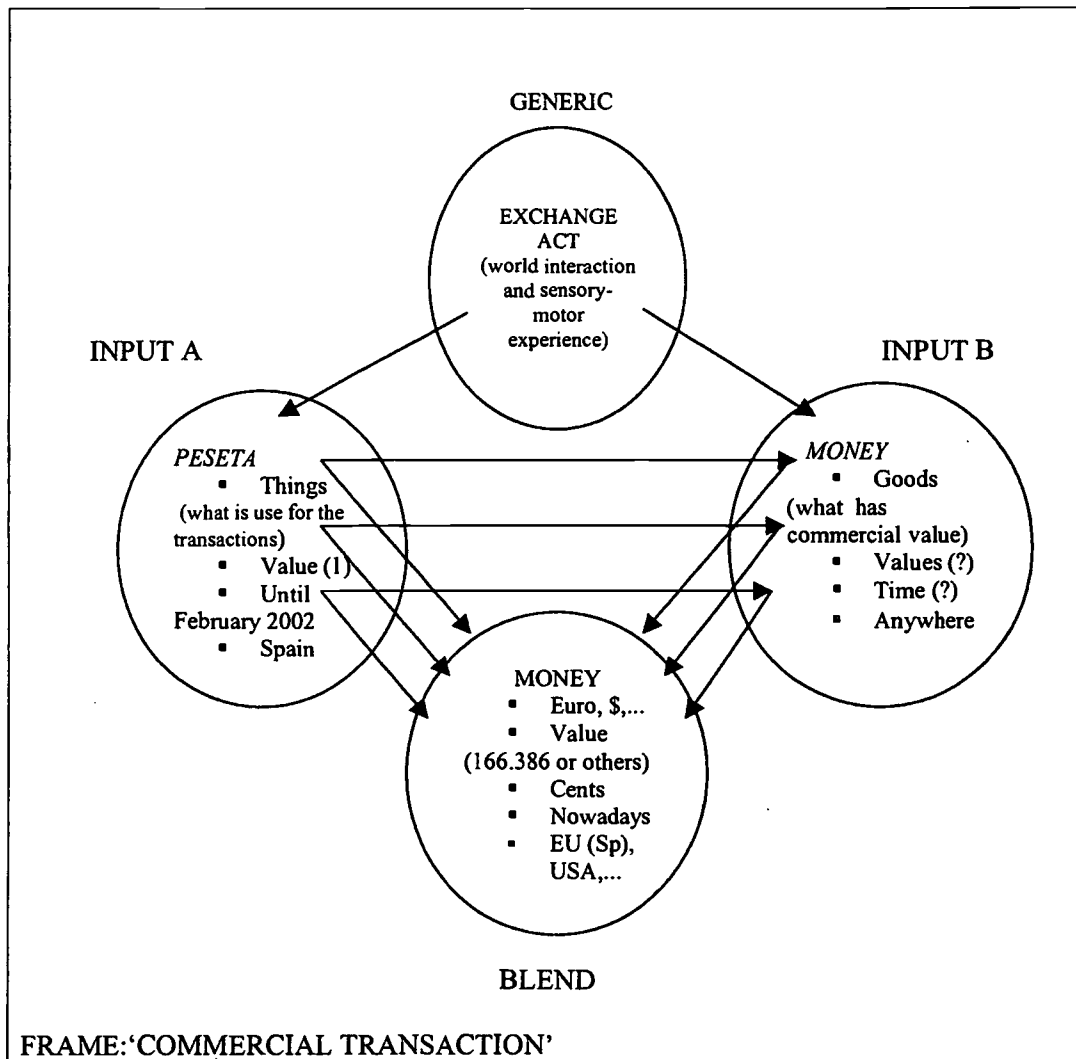 GENERIC
EXCHANGE
ACT
(world interaction
and sensory-
motor
experience)
INPUT A
INPUT B
PESETA
▪ Things
(what is use for the
transactions)
▪ Value (1)
▪ Until
February 2002
▪ Spain
MONEY
▪ Goods
(what has
commercial value)
▪ Values (?)
▪ Time (?)
▪ Anywhere
MONEY
▪ Euro, $,...
▪ Value
(166.386 or others)
▪ Cents
▪ Nowadays
▪ EU (Sp),
USA,...
BLEND
FRAME:‘COMMERCIAL TRANSACTION’